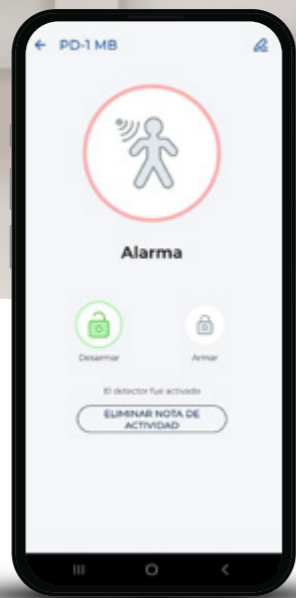 PD-1 MB
Alarma
Desarmar Armar
El detector fue activado
ELIMINAR NOTA DE
ACTIVIDAD